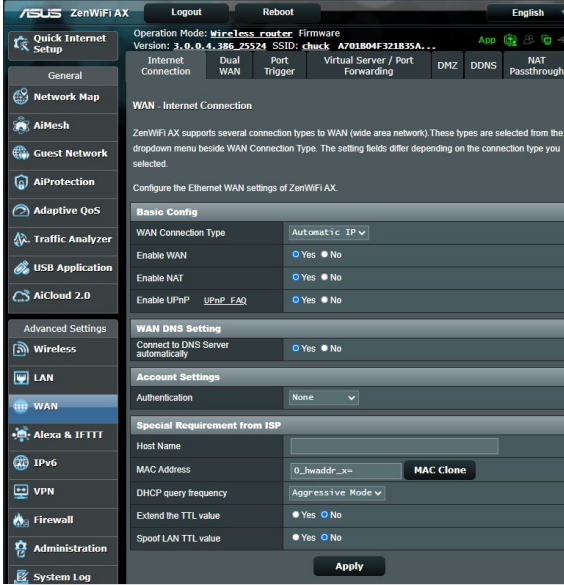 ASUS ZenWiFi AX Logout Reboot English
Operation Mode: Wireless router Firmware
Version: 3.0.0.4.386_25524 SSID: chuck A701B04F321B35A...
App
Quick Internet
Setup
General
Network Map
AiMesh
Guest Network
AiProtection
Adaptive QoS
Traffic Analyzer
USB Application
AiCloud 2.0
Advanced Settings
Wireless
LAN
WAN
Alexa & IFTTT
IPv6
VPN
Firewall
Administration
System Log
Internet
Connection
Dual
WAN
Port
Trigger
Virtual Server / Port
Forwarding
DMZ
DDNS
NAT
Passthrough
WAN - Internet Connection
ZenWiFi AX supports several connection types to WAN (wide area network).These types are selected from the
dropdown menu beside WAN Connection Type. The setting fields differ depending on the connection type you
selected.
Configure the Ethernet WAN settings of ZenWiFi AX.
Basic Config
WAN Connection Type Automatic IP
Enable WAN Yes No
Enable NAT Yes No
Enable UPnP UPnP FAQ Yes No
WAN DNS Setting
Connect to DNS Server
automatically
Yes No
Account Settings
Authentication None
Special Requirement from ISP
Host Name
MAC Address 0_hwaddr_x= MAC Clone
DHCP query frequency Aggressive Mode
Extend the TTL value Yes No
Spoof LAN TTL value Yes No
Apply